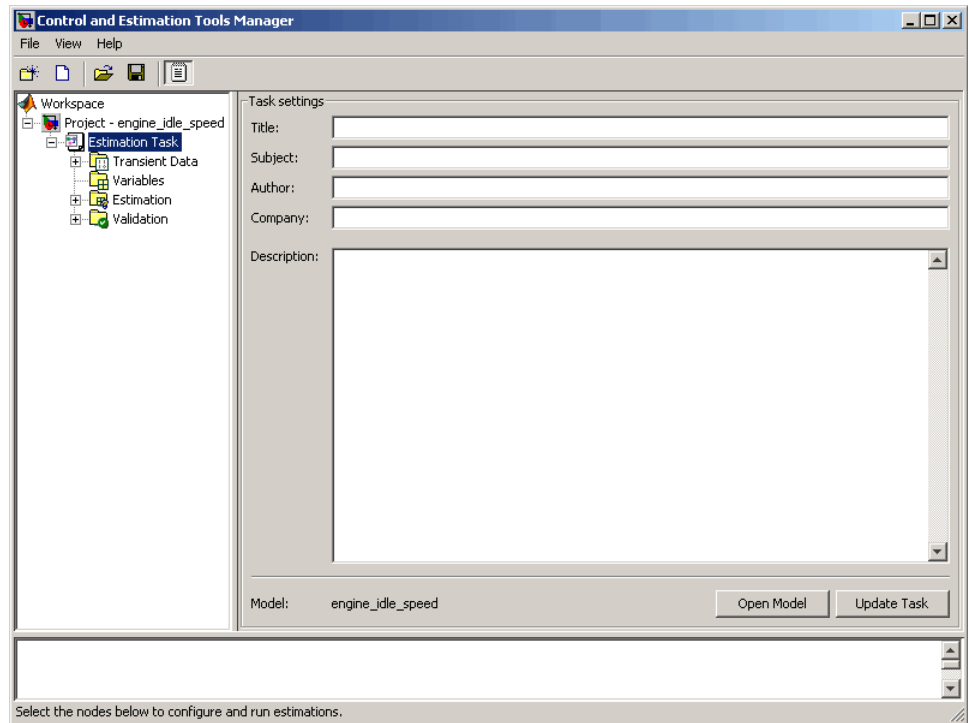 Control and Estimation Tools Manager
File View Help
Workspace
Project - engine_idle_speed
Estimation Task
Transient Data
Variables
Estimation
Validation
Task settings
Title:
Subject:
Author:
Company:
Description:
Model: engine_idle_speed
Open Model
Update Task
Select the nodes below to configure and run estimations.